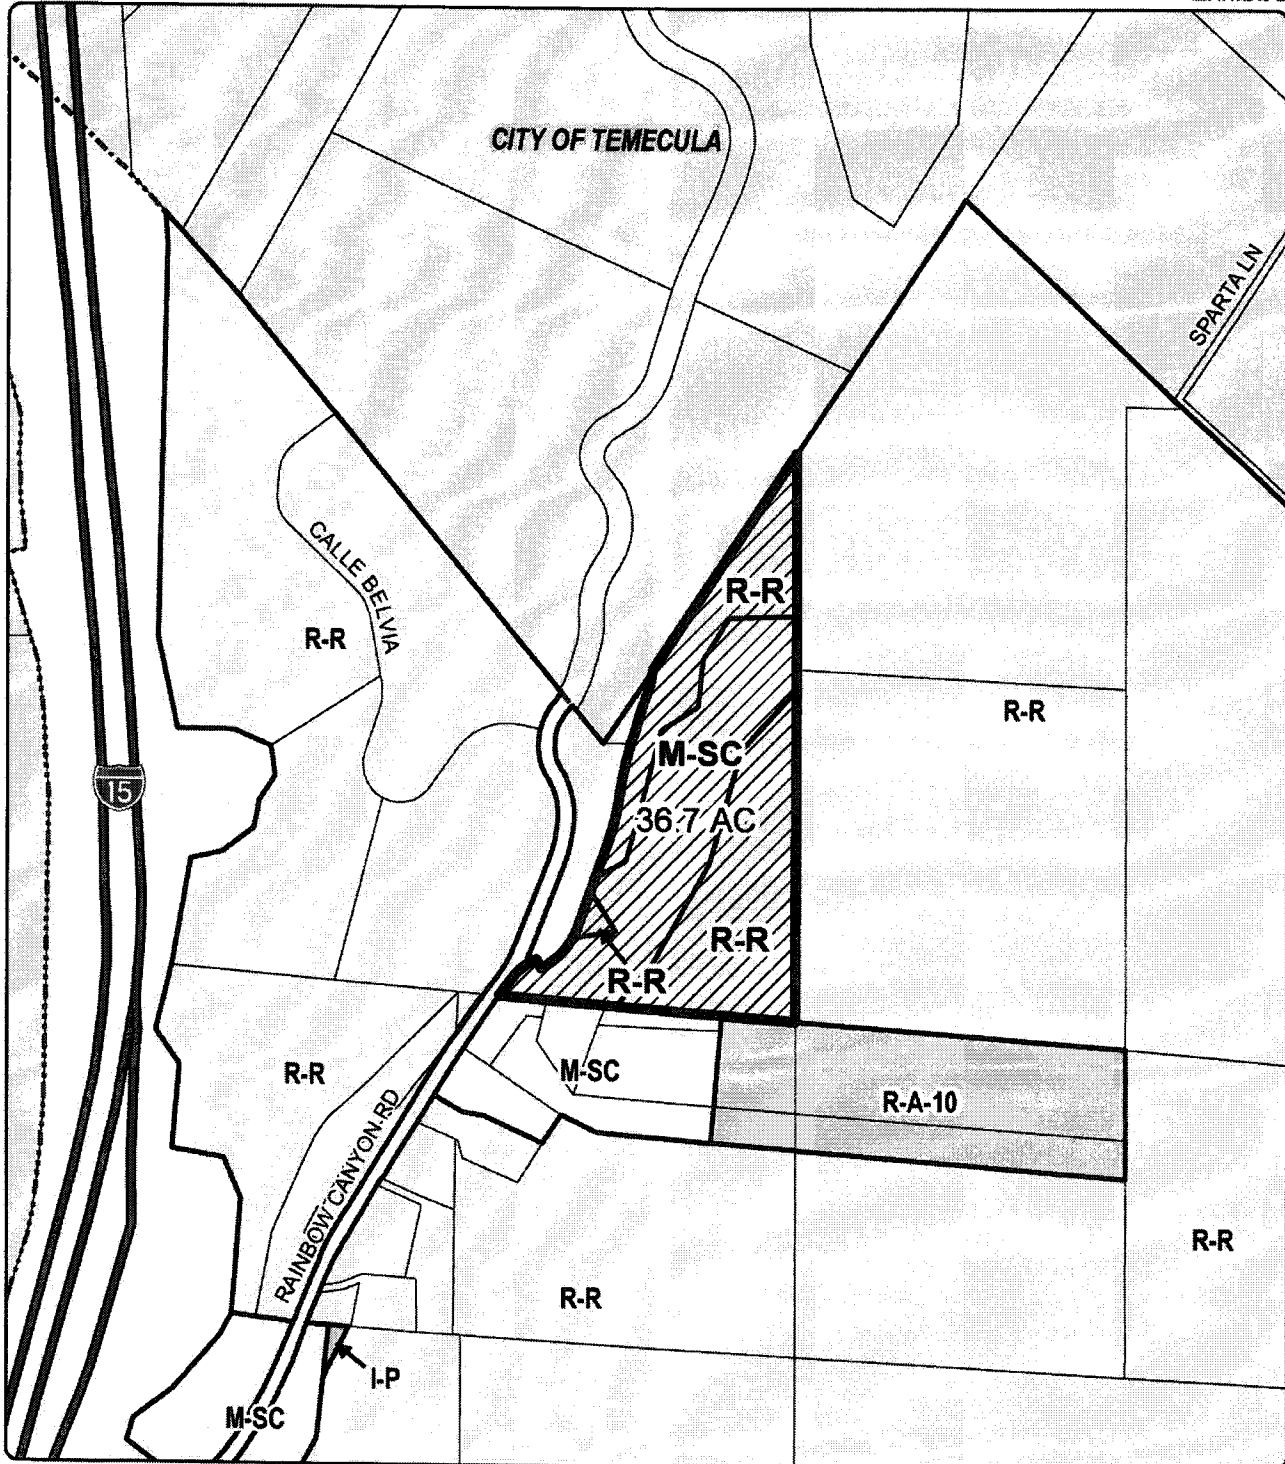 CITY OF TEMECULA
SPARTA LN
CALLE BELVIA
R-R
R-R
R-R
M-SC
15
36.7 AC
R-R
R-R
M-SC
R-R
R-A-10
RAINBOW CANYON RD
R-R
R-R
I-P
M-SC